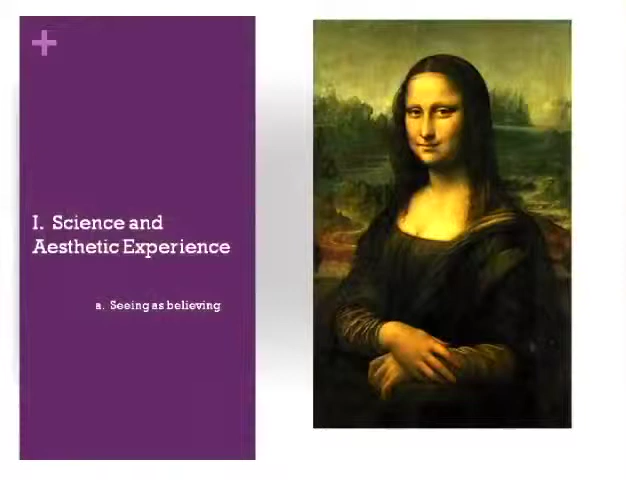 +
I. Science and
Aesthetic Experience
a. Seeing as believing